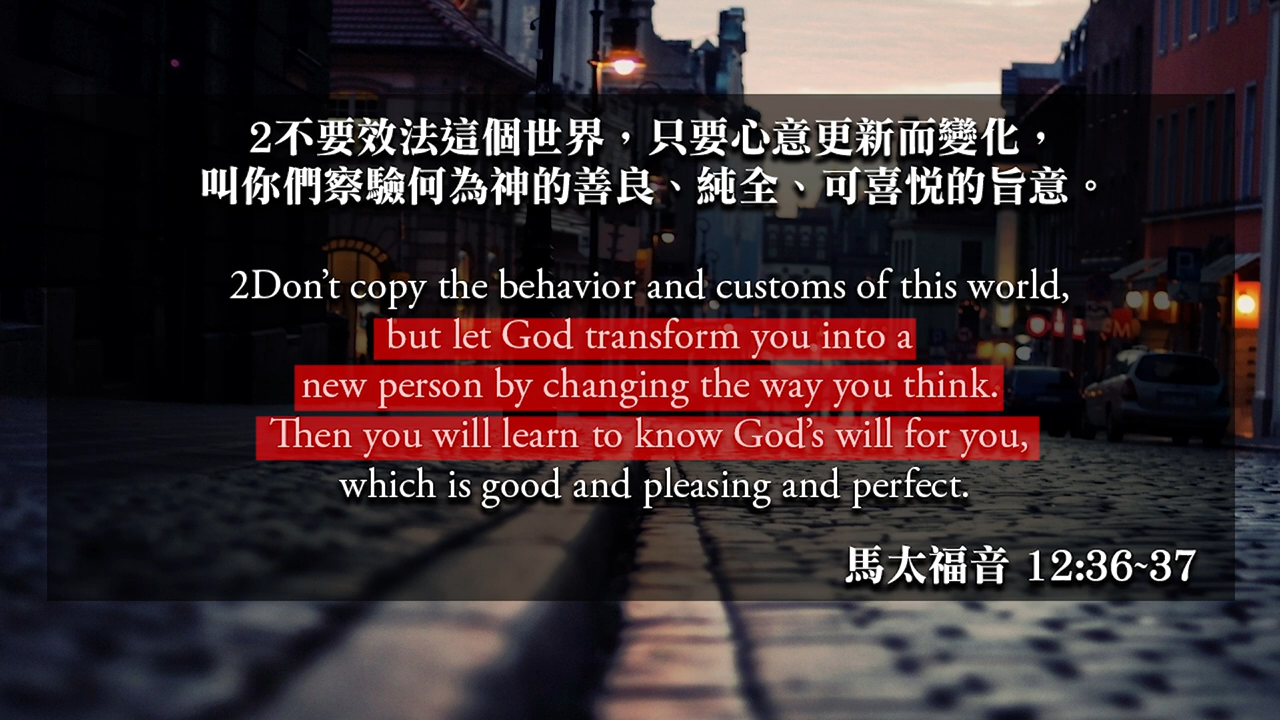 2不要效法這個世界，只要心意更新而變化，
叫你們察驗何為神的善良、純全、可喜悅的旨意。
2Don’t copy the behavior and customs of this world,
but let God transform you into a
new person by changing the way you think.
Then you will learn to know God’s will for you,
which is good and pleasing and perfect.
馬太福音 12:36~37
P
M